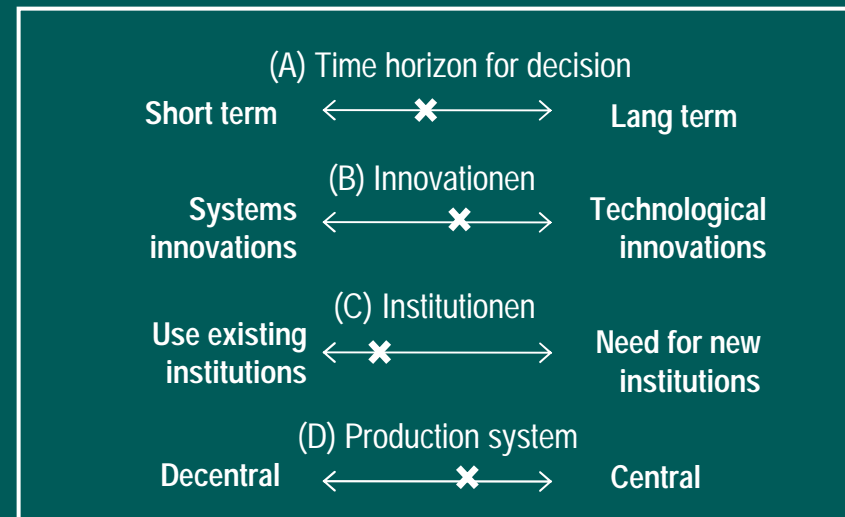 (A) Time horizon for decision
Short term
Lang term
(B) Innovationen
Systems
innovations
Technological
innovations
(C) Institutionen
Use existing
institutions
Need for new
institutions
(D) Production system
Decentral
Central